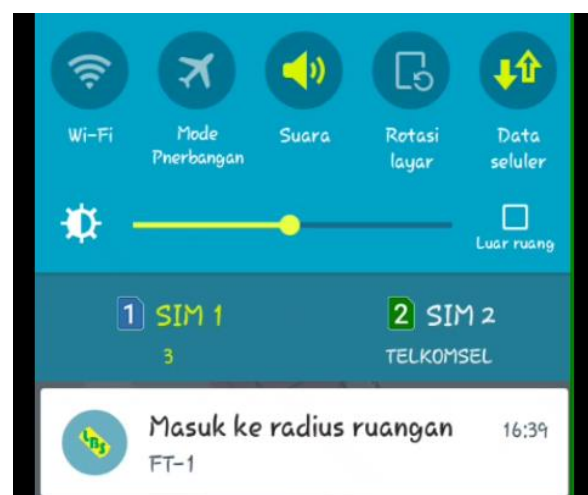 Wi-Fi
Mode
Pnerbangan
Suara
Rotasi
layar
Data
seluler
Luar ruang
1 SIM 1
3
2 SIM 2
TELKOMSEL
LBS
Masuk ke radius ruangan 16:39
FT-1